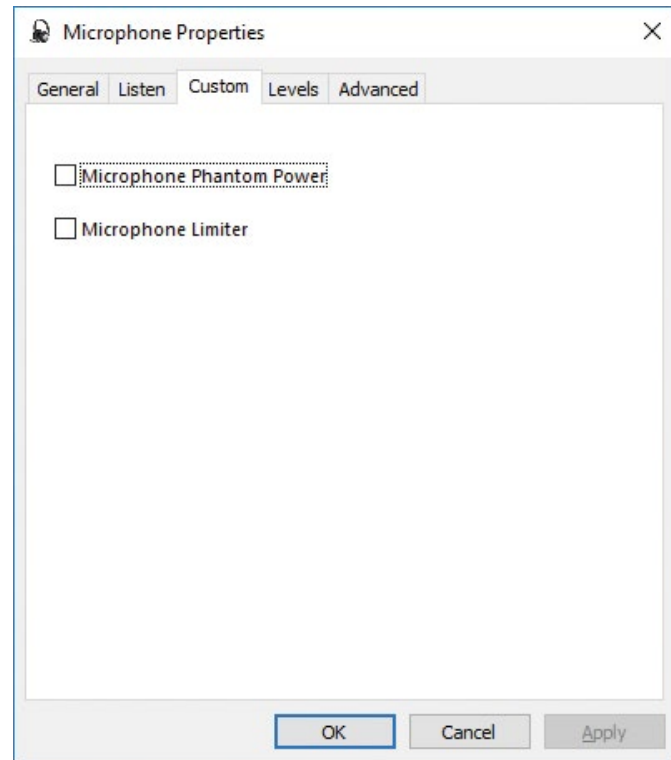 Microphone Properties
General Listen Custom Levels Advanced
Microphone Phantom Power
Microphone Limiter
OK Cancel Apply